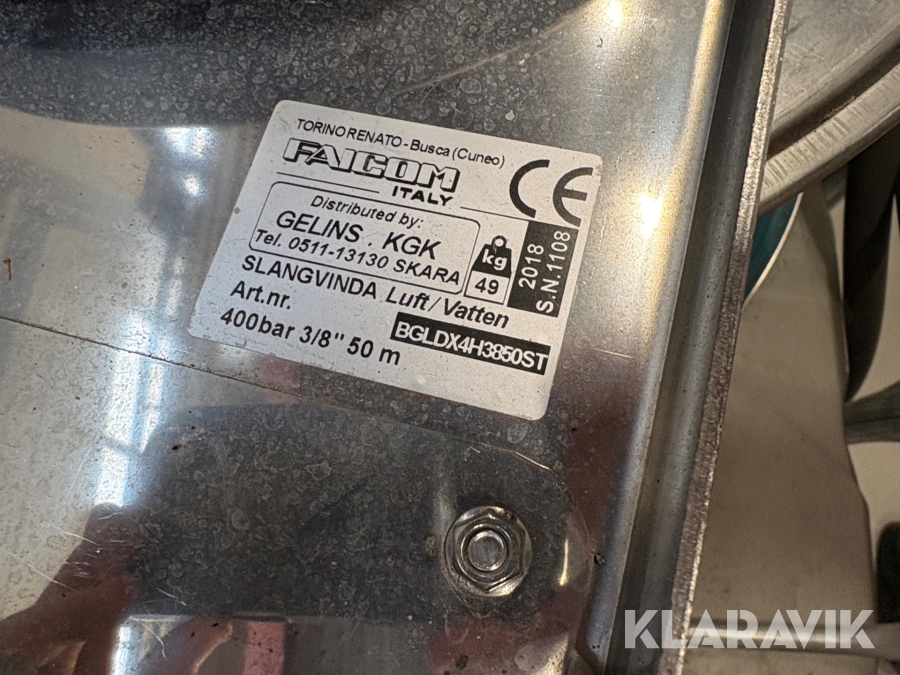 TORINO RENATO - Busca (Cuneo)
FAICOM
ITALY
CE
Distributed by:
GELINS . KGK
Tel. 0511-13130 SKARA
kg
49
2018
S.N.1108
SLANGVINDA Luft / Vatten
Art.nr.
BGLDX4H3850ST
400bar 3/8" 50 m
KLARAVIK